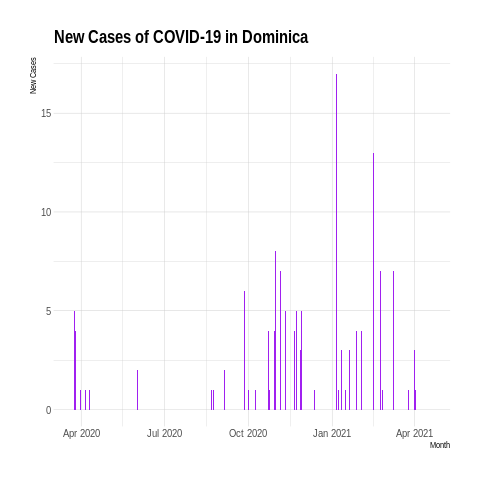 New Cases of COVID-19 in Dominica
New Cases
15
10
5
0
Apr 2020 Jul 2020 Oct 2020 Jan 2021 Apr 2021
Month